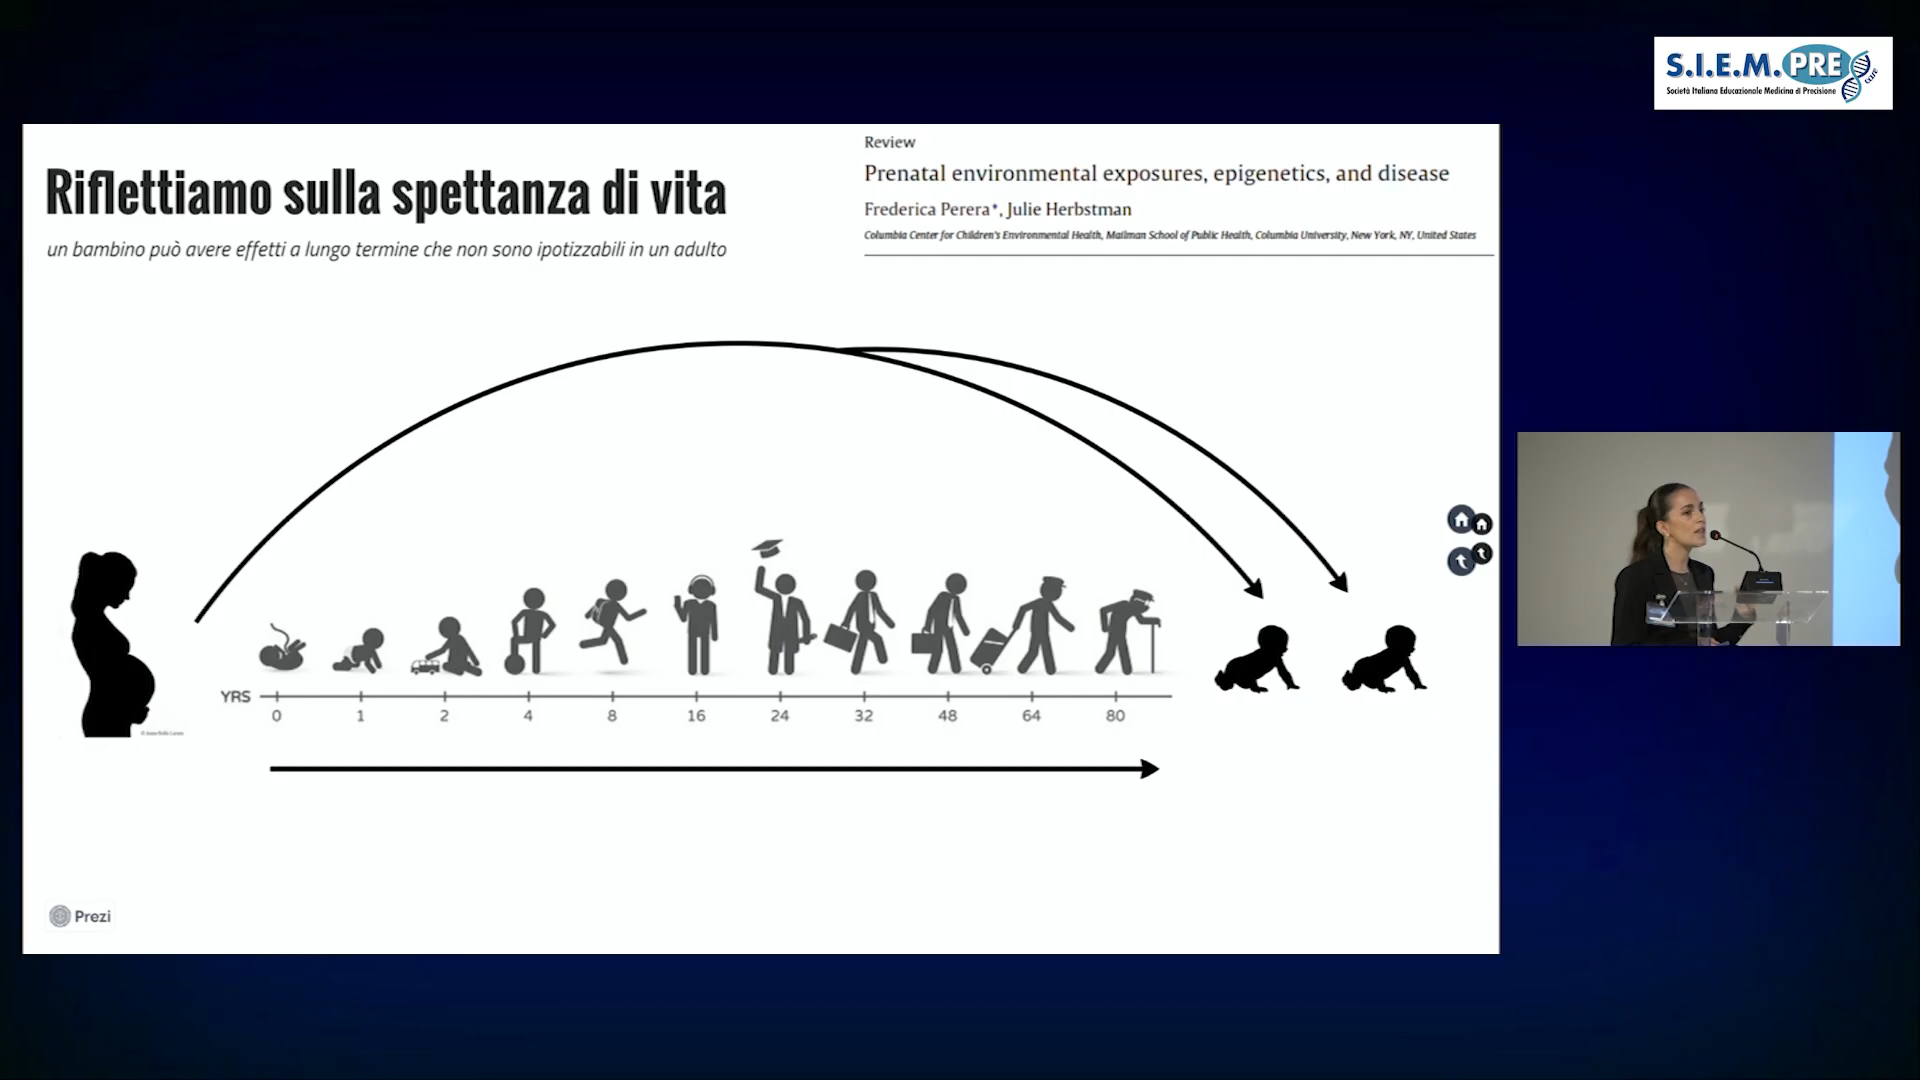 S.I.E.M.PRE
care
Società Italiana Educazionale Medicina di Precisione
Riflettiamo sulla spettanza di vita
un bambino può avere effetti a lungo termine che non sono ipotizzabili in un adulto
Review
Prenatal environmental exposures, epigenetics, and disease
Frederica Perera*, Julie Herbstman
Columbia Center for Children's Environmental Health, Mailman School of Public Health, Columbia University, New York, NY, United States
YRS
0 1 2 4 8 16 24 32 48 64 80
Prezi